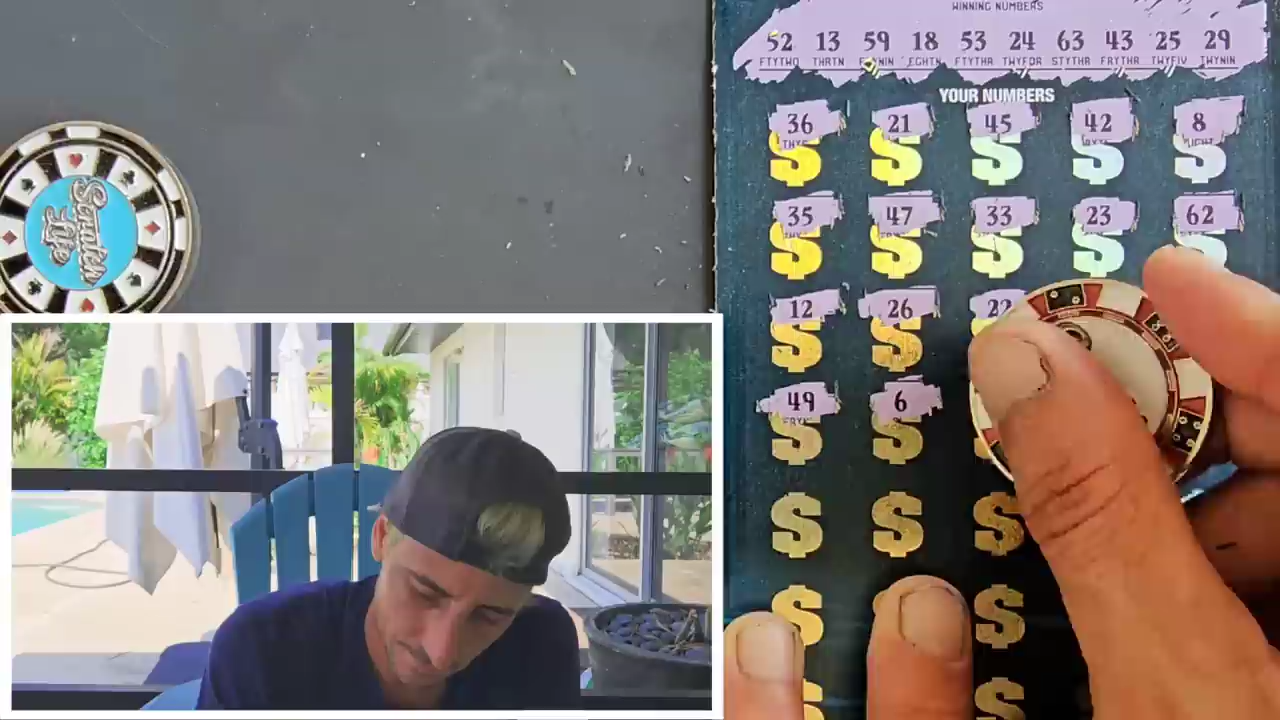 WINNING NUMBERS
52 13 59 18 53 24 63 43 25 29
FTYTWO THRTN EGHTN FTYTHR TWYFOR STYTHR FRYTHR TWYFIV TWYNIN
YOUR NUMBERS
36 21 45 42 8
$ $ $ $ $
35 47 33 23 62
$ $ $ $ $
12 26 22
$ $
49 6
$ $
$ $ $
$ $
Scratch Life